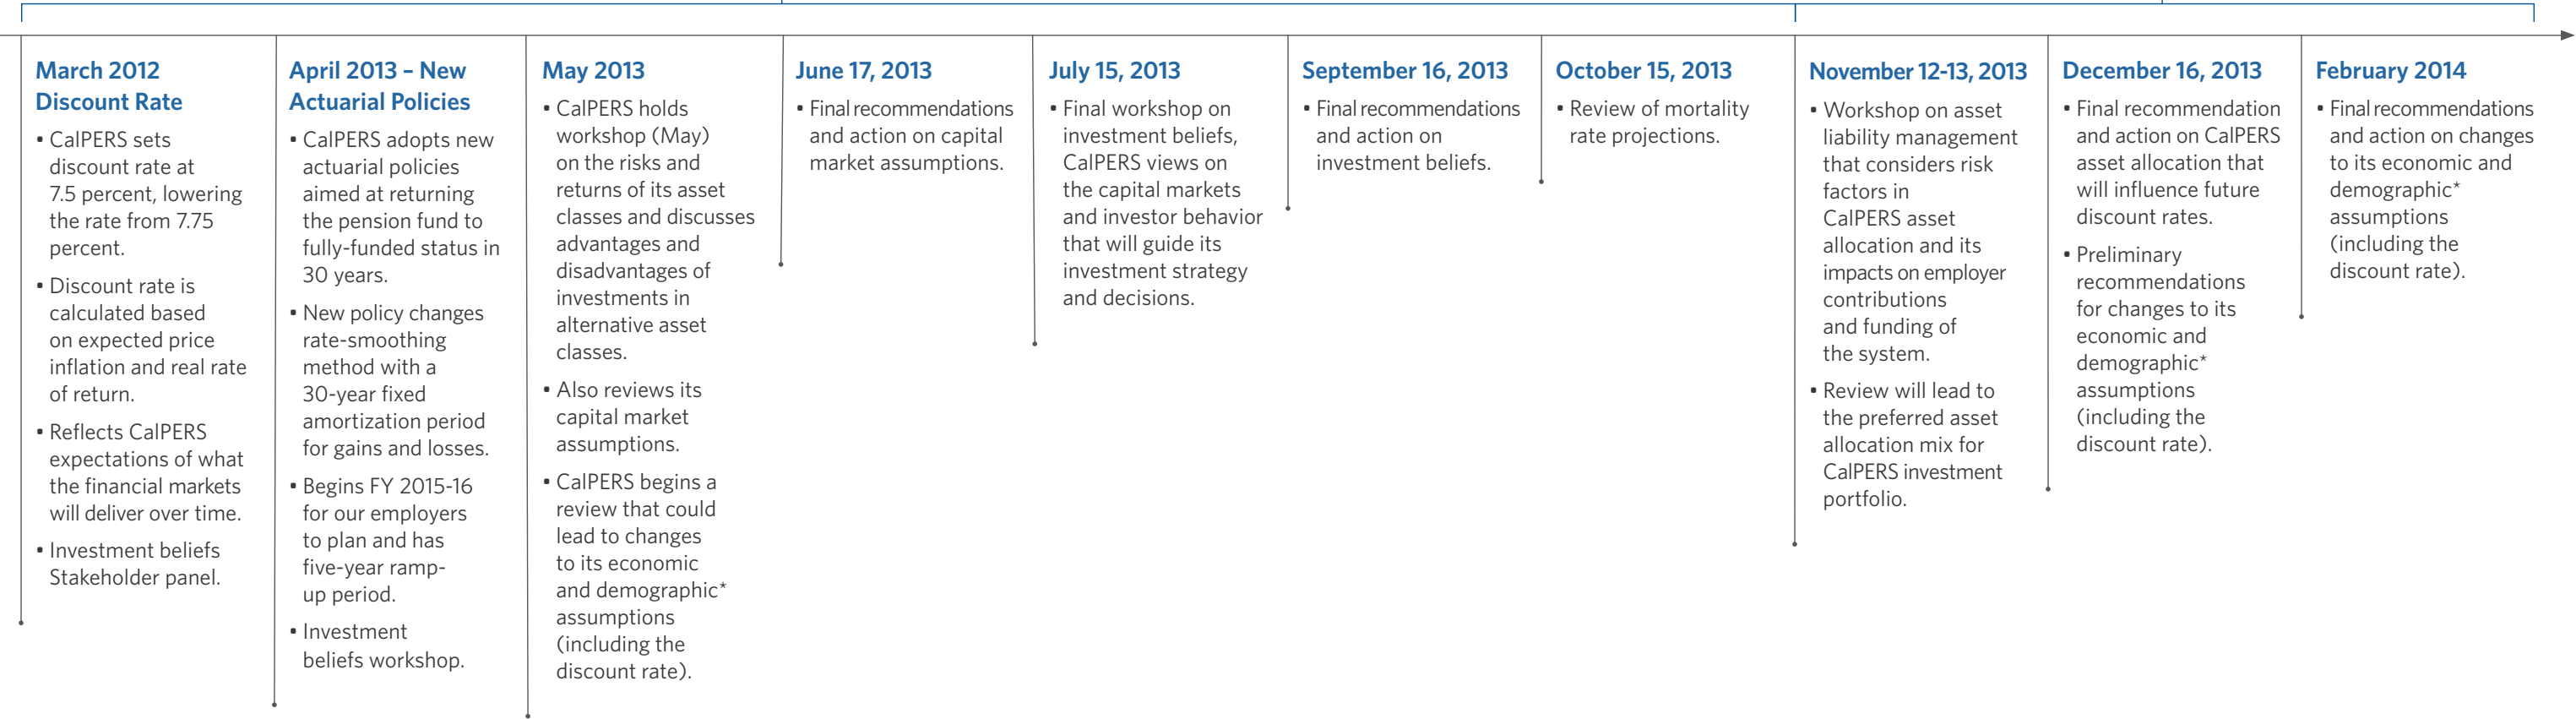 March 2012
Discount Rate
• CalPERS sets
discount rate at
7.5 percent, lowering
the rate from 7.75
percent.
• Discount rate is
calculated based
on expected price
inflation and real rate
of return.
• Reflects CalPERS
expectations of what
the financial markets
will deliver over time.
• Investment beliefs
Stakeholder panel.
April 2013 – New
Actuarial Policies
• CalPERS adopts new
actuarial policies
aimed at returning
the pension fund to
fully-funded status in
30 years.
• New policy changes
rate-smoothing
method with a
30-year fixed
amortization period
for gains and losses.
• Begins FY 2015-16
for our employers
to plan and has
five-year ramp-
up period.
• Investment
beliefs workshop.
May 2013
• CalPERS holds
workshop (May)
on the risks and
returns of its asset
classes and discusses
advantages and
disadvantages of
investments in
alternative asset
classes.
• Also reviews its
capital market
assumptions.
• CalPERS begins a
review that could
lead to changes
to its economic
and demographic*
assumptions
(including the
discount rate).
June 17, 2013
• Final recommendations
and action on capital
market assumptions.
July 15, 2013
• Final workshop on
investment beliefs,
CalPERS views on
the capital markets
and investor behavior
that will guide its
investment strategy
and decisions.
September 16, 2013
• Final recommendations
and action on
investment beliefs.
October 15, 2013
• Review of mortality
rate projections.
November 12-13, 2013
• Workshop on asset
liability management
that considers risk
factors in
CalPERS asset
allocation and its
impacts on employer
contributions
and funding of
the system.
• Review will lead to
the preferred asset
allocation mix for
CalPERS investment
portfolio.
December 16, 2013
• Final recommendation
and action on CalPERS
asset allocation that
will influence future
discount rates.
• Preliminary
recommendations
for changes to its
economic and
demographic*
assumptions
(including the
discount rate).
February 2014
• Final recommendations
and action on changes
to its economic and
demographic*
assumptions
(including the
discount rate).